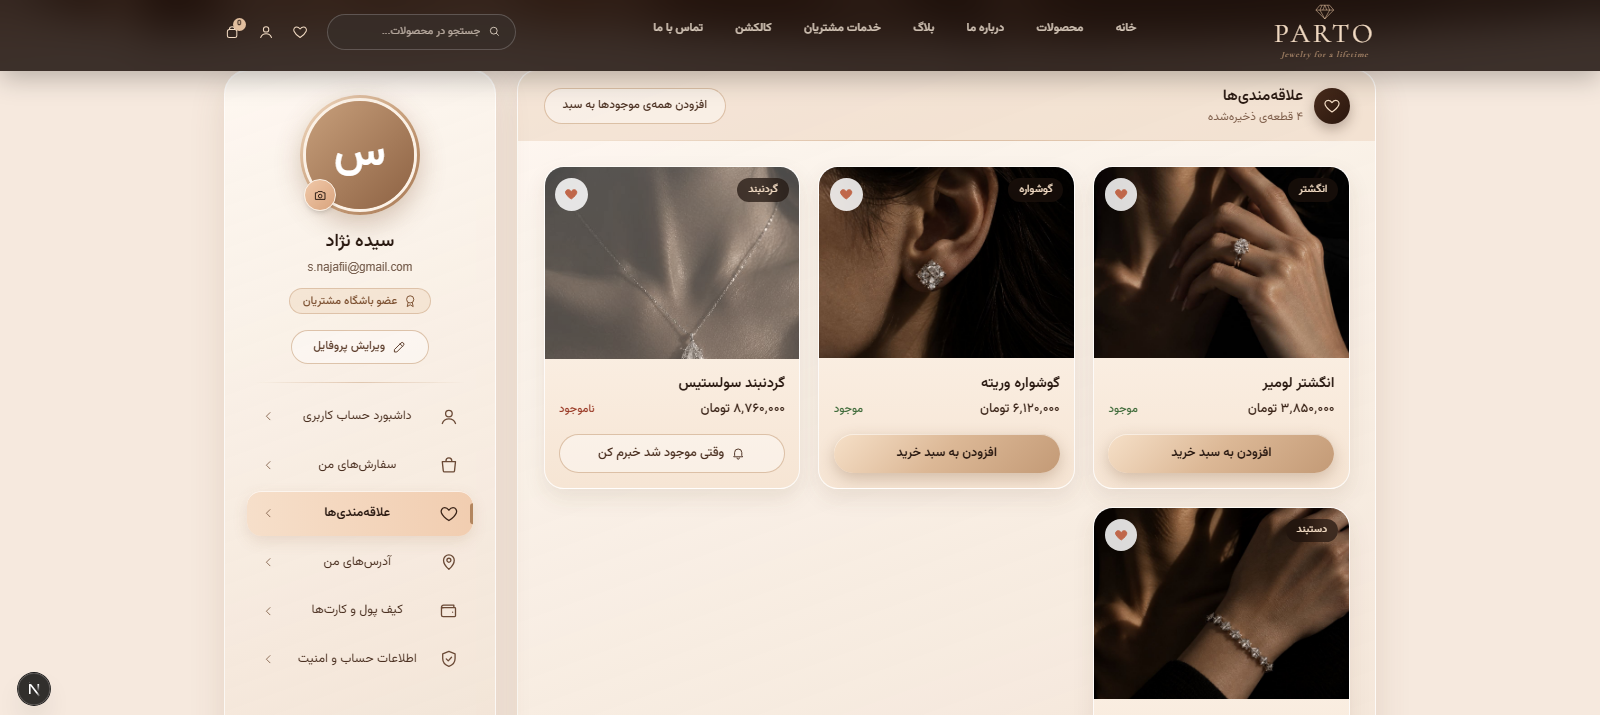 PARTO
Jewelry for a lifetime
خانه
محصولات
درباره ما
بلاگ
خدمات مشتریان
کالکشن
تماس با ما
جستجو در محصولات...
0
علاقه‌مندی‌ها
۴ قطعه‌ی ذخیره‌شده
افزودن همه‌ی موجودها به سبد
انگشتر
انگشتر لومیر
۳,۸۵۰,۰۰۰ تومان
موجود
افزودن به سبد خرید
گوشواره
گوشواره وریته
۶,۱۲۰,۰۰۰ تومان
موجود
افزودن به سبد خرید
گردنبند
گردنبند سولستیس
۸,۷۶۰,۰۰۰ تومان
ناموجود
وقتی موجود شد خبرم کن
دستبند
س
سیده نژاد
s.najafii@gmail.com
عضو باشگاه مشتریان
ویرایش پروفایل
داشبورد حساب کاربری
سفارش‌های من
علاقه‌مندی‌ها
آدرس‌های من
کیف پول و کارت‌ها
اطلاعات حساب و امنیت
N